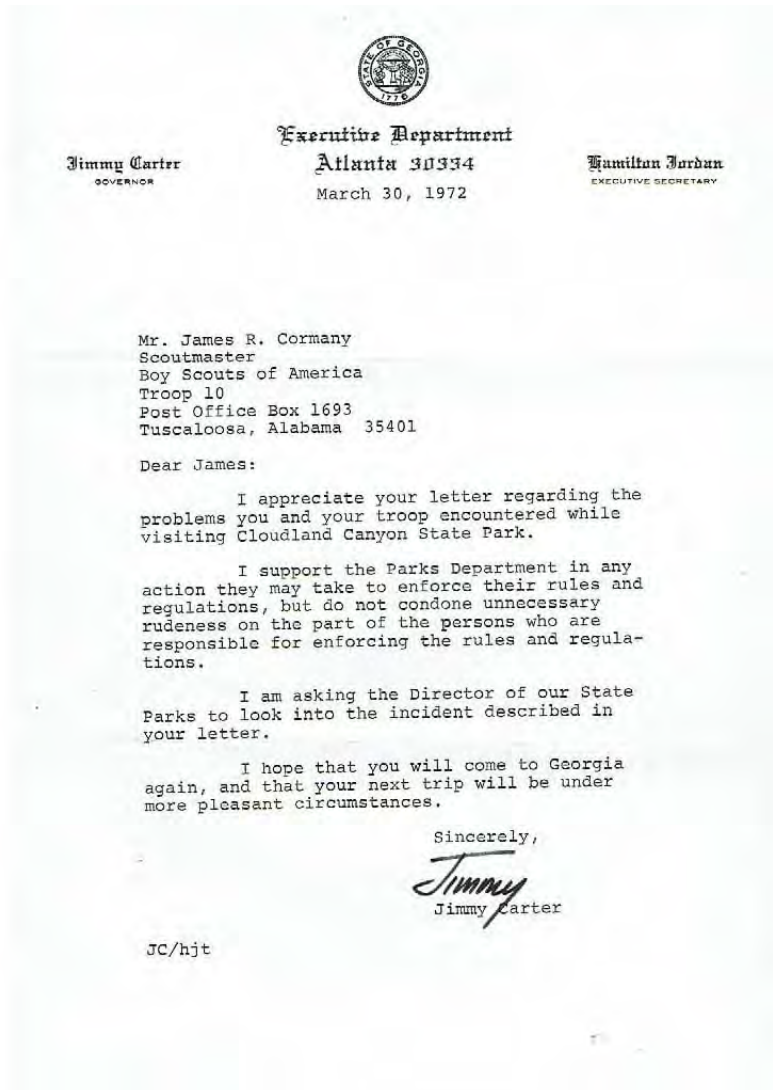 STATE OF GEORGIA
1776
Executive Department
Jimmy Carter
Atlanta 30334
Hamilton Jordan
GOVERNOR
EXECUTIVE SECRETARY
March 30, 1972
Mr. James R. Cormany
Scoutmaster
Boy Scouts of America
Troop 10
Post Office Box 1693
Tuscaloosa, Alabama 35401
Dear James:
I appreciate your letter regarding the
problems you and your troop encountered while
visiting Cloudland Canyon State Park.
I support the Parks Department in any
action they may take to enforce their rules and
regulations, but do not condone unnecessary
rudeness on the part of the persons who are
responsible for enforcing the rules and regula-
tions.
I am asking the Director of our State
Parks to look into the incident described in
your letter.
I hope that you will come to Georgia
again, and that your next trip will be under
more pleasant circumstances.
Sincerely,
Jimmy
Jimmy Carter
JC/hjt